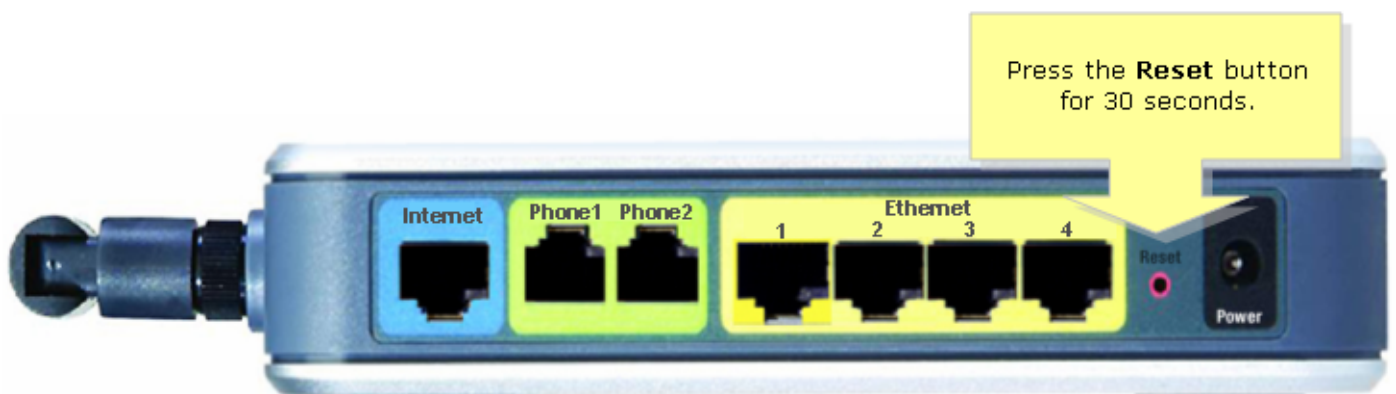 Press the Reset button
for 30 seconds.
Internet
Phone1 Phone2
Ethernet
1 2 3 4
Reset
Power